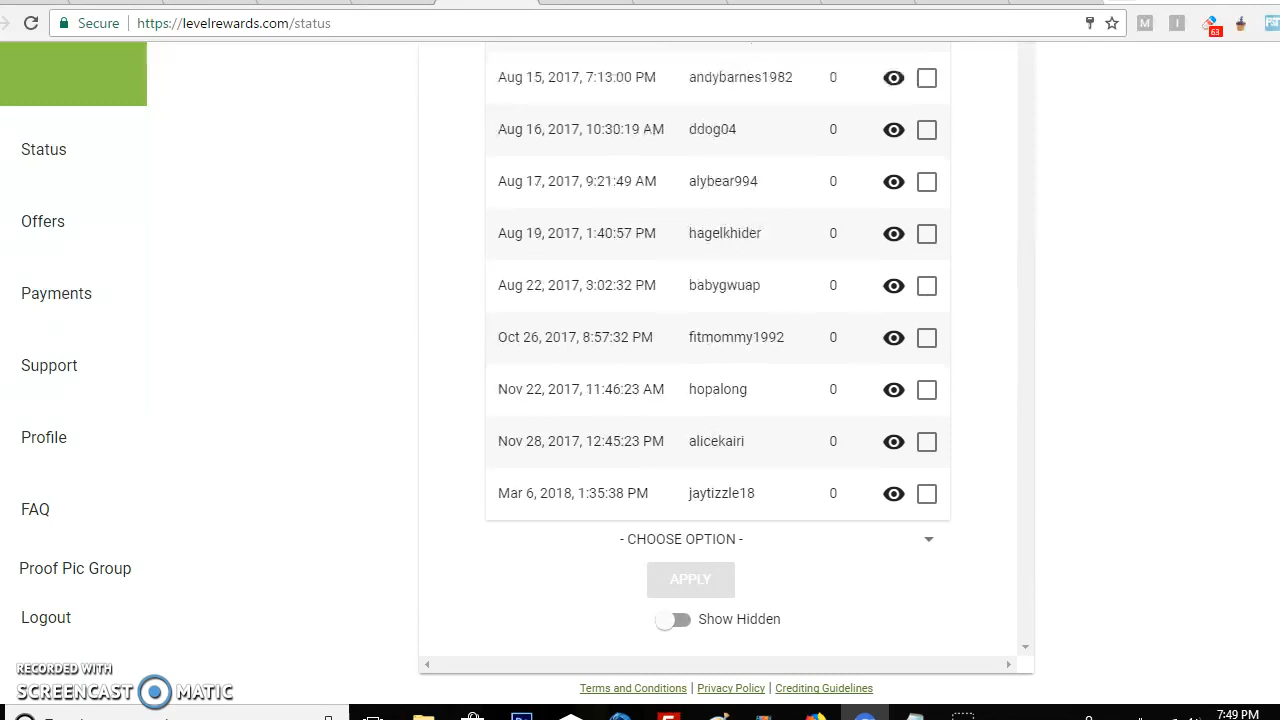 Secure https://levelrewards.com/status
M I 63
Aug 15, 2017, 7:13:00 PM andybarnes1982 0
Aug 16, 2017, 10:30:19 AM ddog04 0
Aug 17, 2017, 9:21:49 AM alybear994 0
Aug 19, 2017, 1:40:57 PM hagelkhider 0
Aug 22, 2017, 3:02:32 PM babygwuap 0
Oct 26, 2017, 8:57:32 PM fitmommy1992 0
Nov 22, 2017, 11:46:23 AM hopalong 0
Nov 28, 2017, 12:45:23 PM alicekairi 0
Mar 6, 2018, 1:35:38 PM jaytizzle18 0
- CHOOSE OPTION -
APPLY
Show Hidden
Status
Offers
Payments
Support
Profile
FAQ
Proof Pic Group
Logout
RECORDED WITH
SCREENCAST MATIC
Terms and Conditions | Privacy Policy | Crediting Guidelines
7:49 PM